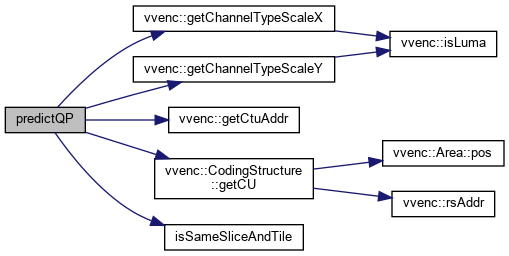 vvenc::getChannelTypeScaleX
vvenc::isLuma
vvenc::getChannelTypeScaleY
predictQP
vvenc::getCtuAddr
vvenc::Area::pos
vvenc::CodingStructure
::getCU
vvenc::rsAddr
isSameSliceAndTile